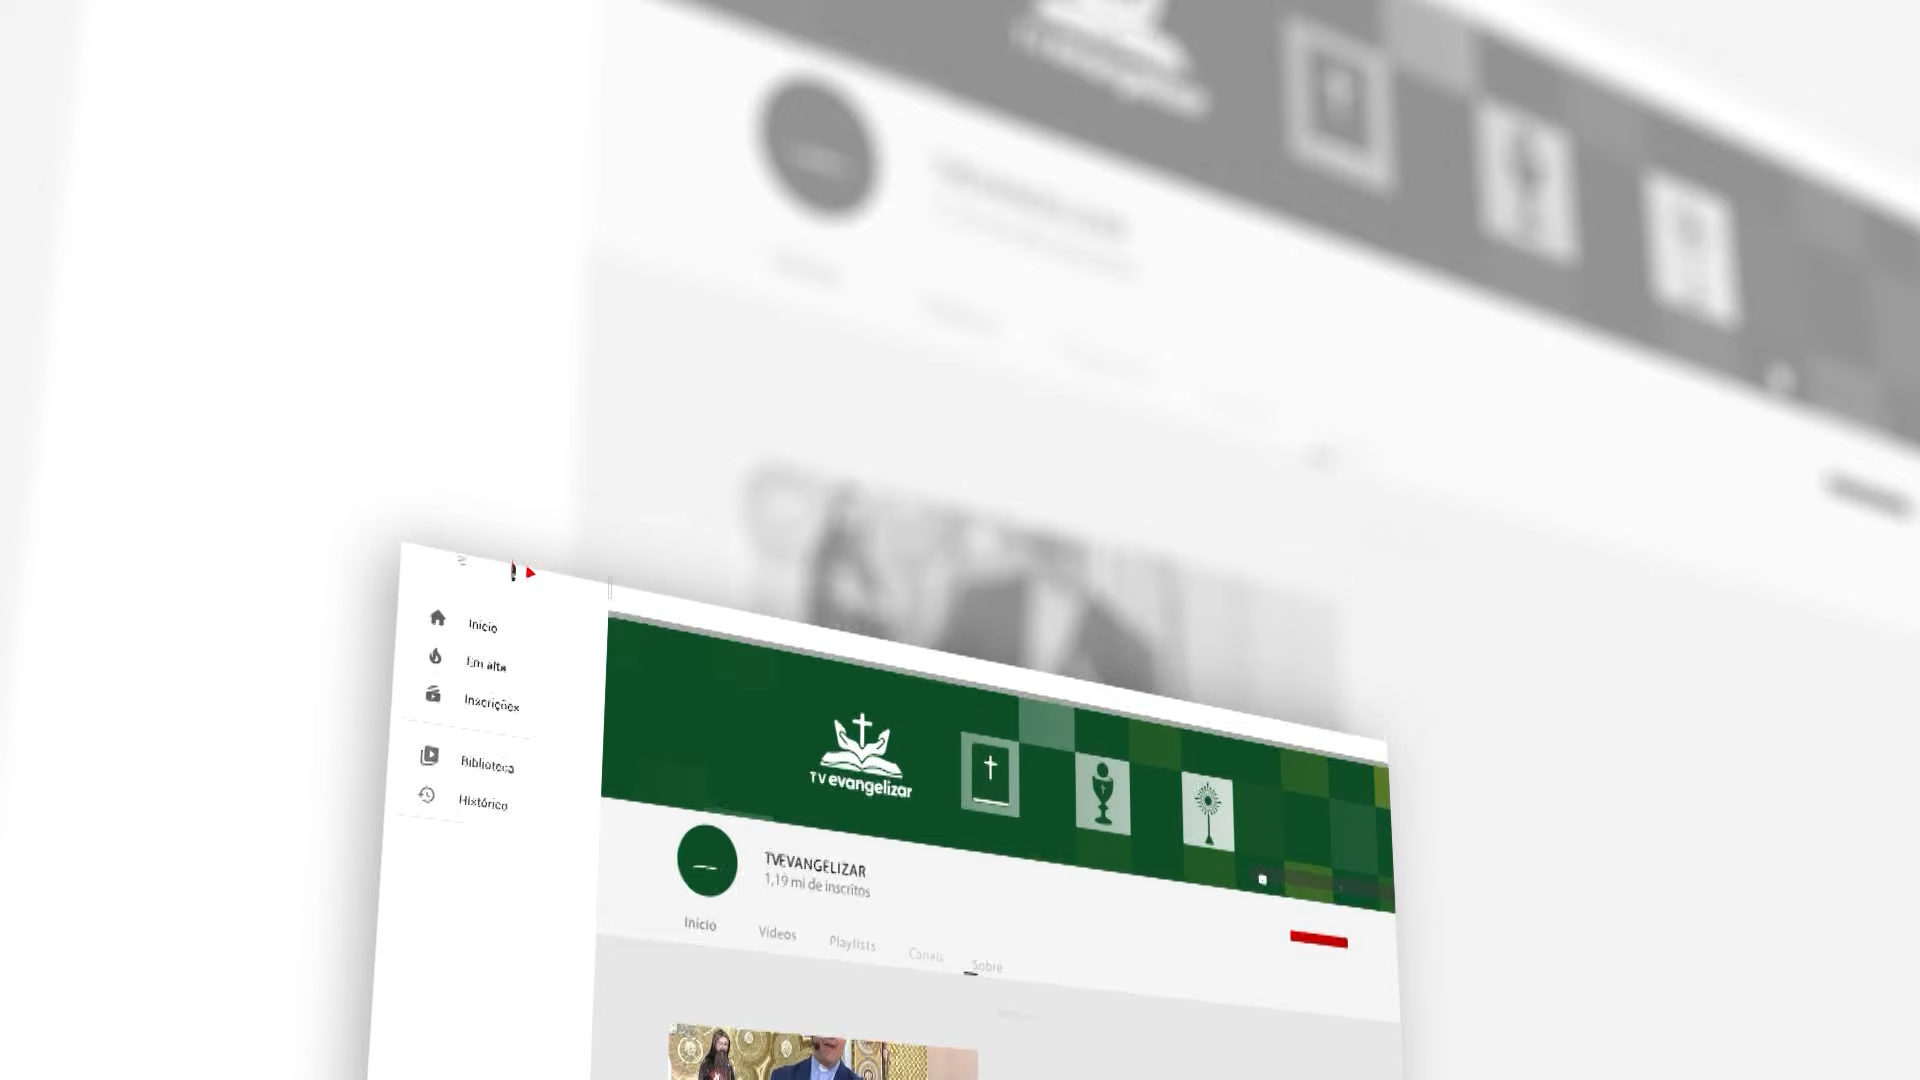 Início
Em alta
Inscrições
Biblioteca
Histórico
TV evangelizar
TVEVANGELIZAR
1,19 mi de inscritos
Início
Vídeos
Playlists
Canais
Sobre